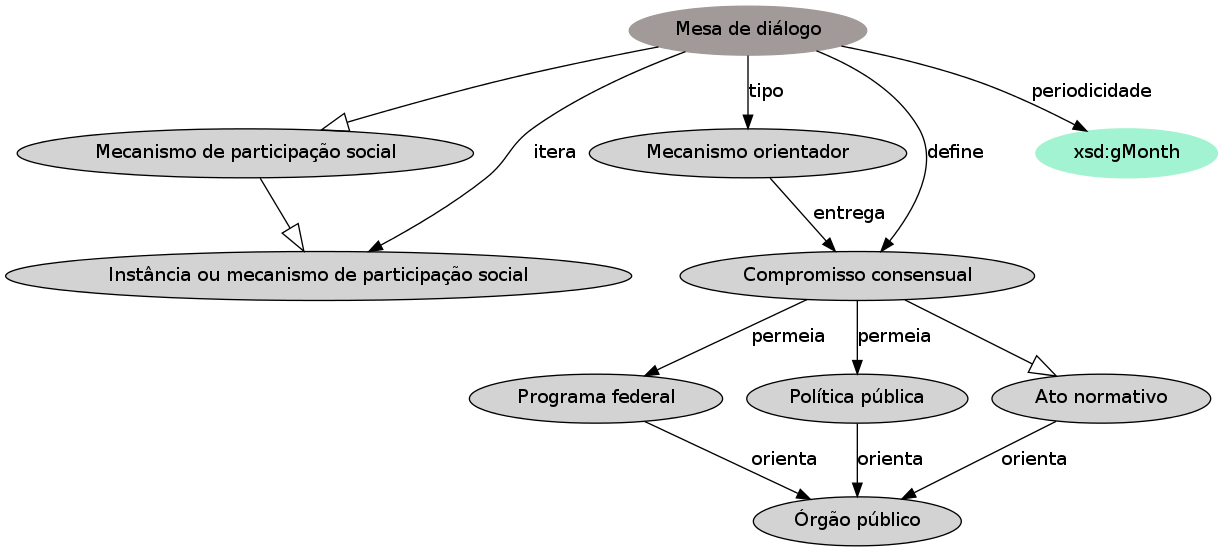 Mesa de diálogo
tipo
periodicidade
Mecanismo de participação social
itera
Mecanismo orientador
define
xsd:gMonth
entrega
Instância ou mecanismo de participação social
Compromisso consensual
permeia
permeia
Programa federal
Política pública
Ato normativo
orienta
orienta
orienta
Órgão público